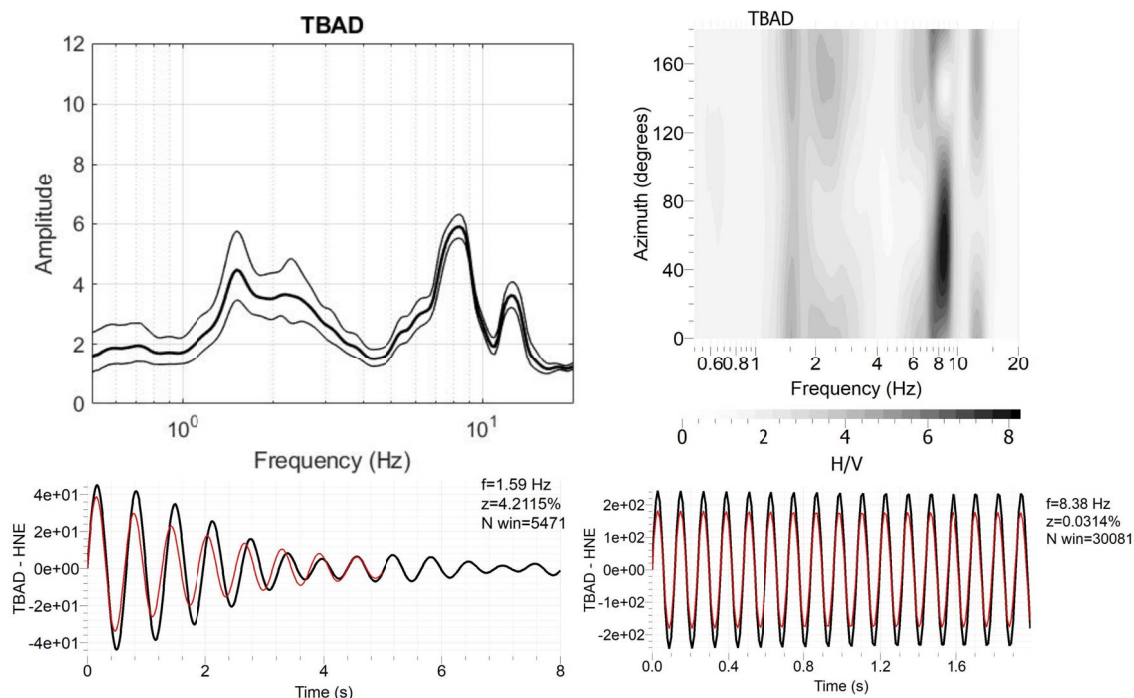 TBAD
12
10
8
6
4
2
0
Amplitude
10^0
10^1
Frequency (Hz)
TBAD
160
120
80
40
0
Azimuth (degrees)
0.6 0.8 1 2 4 6 8 10 20
Frequency (Hz)
0 2 4 6 8
H/V
f=1.59 Hz
z=4.2115%
N win=5471
4e+01
2e+01
0e+00
-2e+01
-4e+01
TBAD - HNE
0 2 4 6 8
Time (s)
f=8.38 Hz
z=0.0314%
N win=30081
2e+02
1e+02
0e+00
-1e+02
-2e+02
TBAD - HNE
0.0 0.4 0.8 1.2 1.6
Time (s)